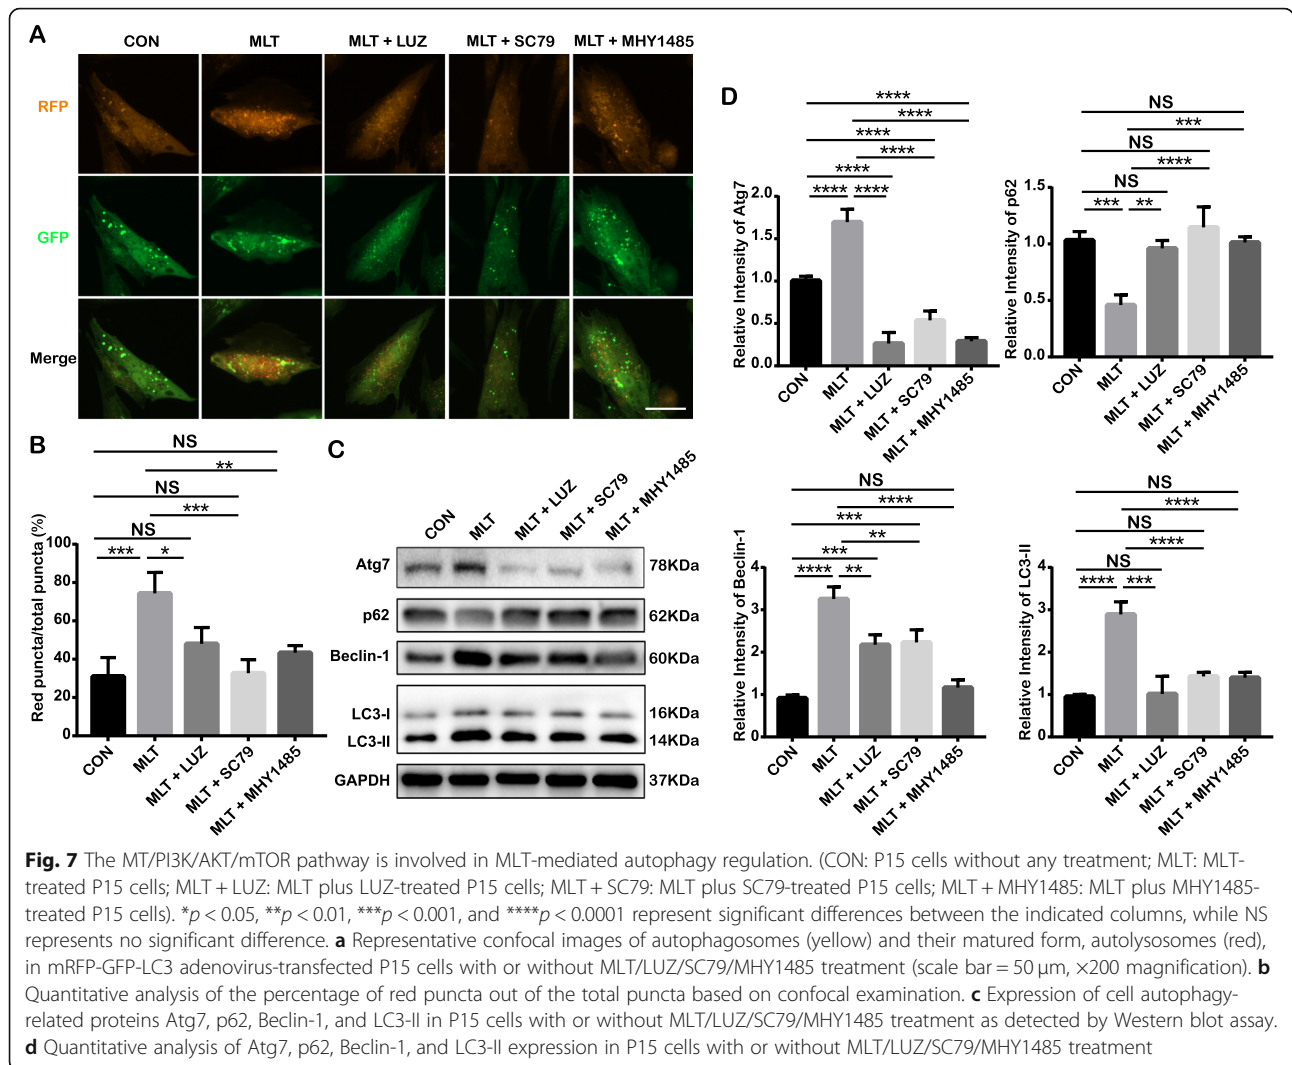 A
CON
MLT
MLT + LUZ
MLT + SC79
MLT + MHY1485
RFP
GFP
Merge
B
NS
**
NS
***
NS
***
*
Red puncta/total puncta (%)
100
80
60
40
20
0
CON
MLT
MLT + LUZ
MLT + SC79
MLT + MHY1485
C
CON
MLT
MLT + LUZ
MLT + SC79
MLT + MHY1485
Atg7
78KDa
p62
62KDa
Beclin-1
60KDa
LC3-I
16KDa
LC3-II
14KDa
GAPDH
37KDa
D
****
****
****
****
****
****
****
Relative Intensity of Atg7
2.0
1.5
1.0
0.5
0.0
CON
MLT
MLT + LUZ
MLT + SC79
MLT + MHY1485
NS
***
NS
****
NS
***
**
Relative Intensity of p62
1.5
1.0
0.5
0.0
CON
MLT
MLT + LUZ
MLT + SC79
MLT + MHY1485
NS
****
***
**
***
****
**
Relative Intensity of Beclin-1
4
3
2
1
0
CON
MLT
MLT + LUZ
MLT + SC79
MLT + MHY1485
NS
****
NS
****
NS
****
***
Relative Intensity of LC3-II
4
3
2
1
0
CON
MLT
MLT + LUZ
MLT + SC79
MLT + MHY1485
Fig. 7 The MT/PI3K/AKT/mTOR pathway is involved in MLT-mediated autophagy regulation. (CON: P15 cells without any treatment; MLT: MLT-
treated P15 cells; MLT + LUZ: MLT plus LUZ-treated P15 cells; MLT + SC79: MLT plus SC79-treated P15 cells; MLT + MHY1485: MLT plus MHY1485-
treated P15 cells). *p < 0.05, **p < 0.01, ***p < 0.001, and ****p < 0.0001 represent significant differences between the indicated columns, while NS
represents no significant difference. a Representative confocal images of autophagosomes (yellow) and their matured form, autolysosomes (red),
in mRFP-GFP-LC3 adenovirus-transfected P15 cells with or without MLT/LUZ/SC79/MHY1485 treatment (scale bar = 50 μm, ×200 magnification). b
Quantitative analysis of the percentage of red puncta out of the total puncta based on confocal examination. c Expression of cell autophagy-
related proteins Atg7, p62, Beclin-1, and LC3-II in P15 cells with or without MLT/LUZ/SC79/MHY1485 treatment as detected by Western blot assay.
d Quantitative analysis of Atg7, p62, Beclin-1, and LC3-II expression in P15 cells with or without MLT/LUZ/SC79/MHY1485 treatment